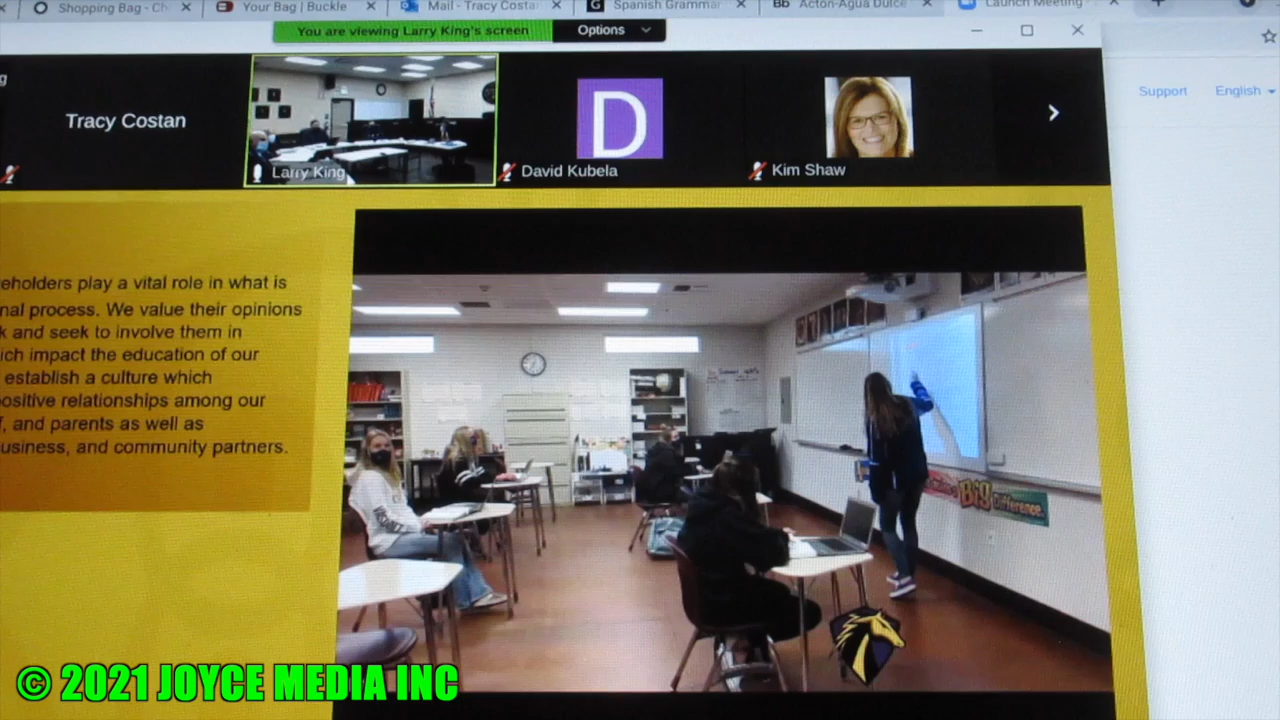 Shopping Bag - Ch
Your Bag | Buckle
Mail - Tracy Costan
Spanish Grammar
Bb Acton-Agua Dulce
Launch Meeting -
You are viewing Larry King's screen
Options
Support
English
g
Tracy Costan
Larry King
D
David Kubela
Kim Shaw
eholders play a vital role in what is
nal process. We value their opinions
k and seek to involve them in
ich impact the education of our
establish a culture which
positive relationships among our
f, and parents as well as
usiness, and community partners.
Big Difference.
© 2021 JOYCE MEDIA INC